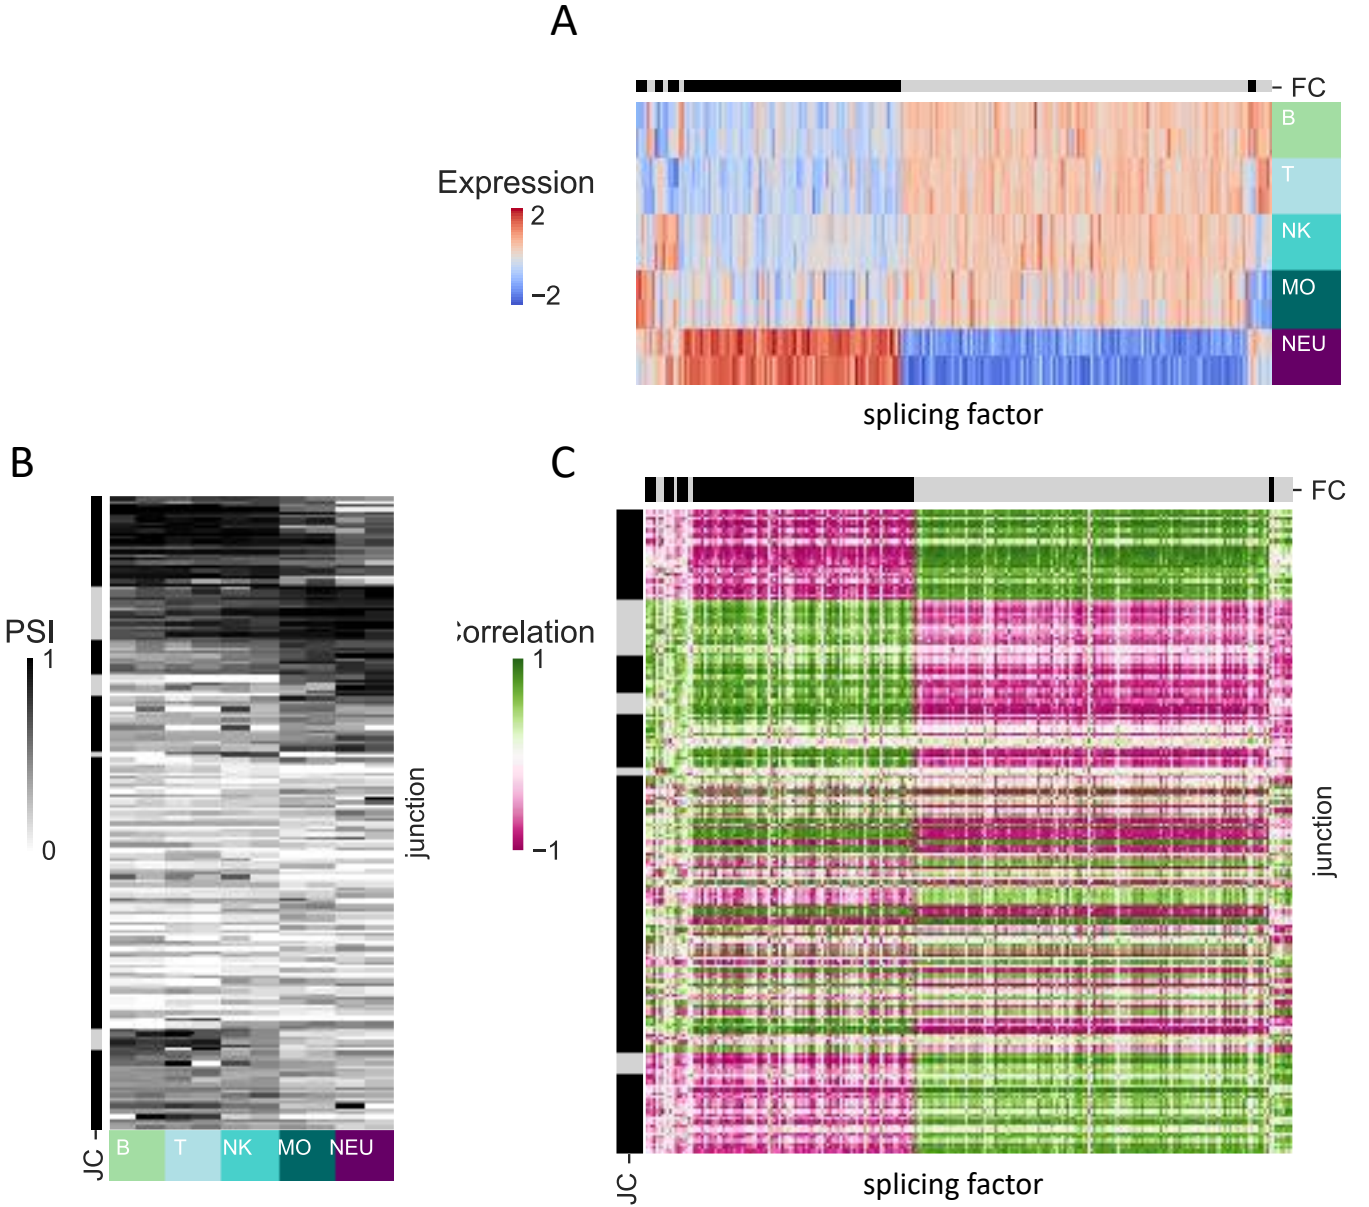 A
FC
B
T
NK
MO
NEU
Expression
2
−2
splicing factor
B
PSI
1
0
junction
JC
B
T
NK
MO
NEU
C
FC
orrelation
1
−1
junction
JC
splicing factor